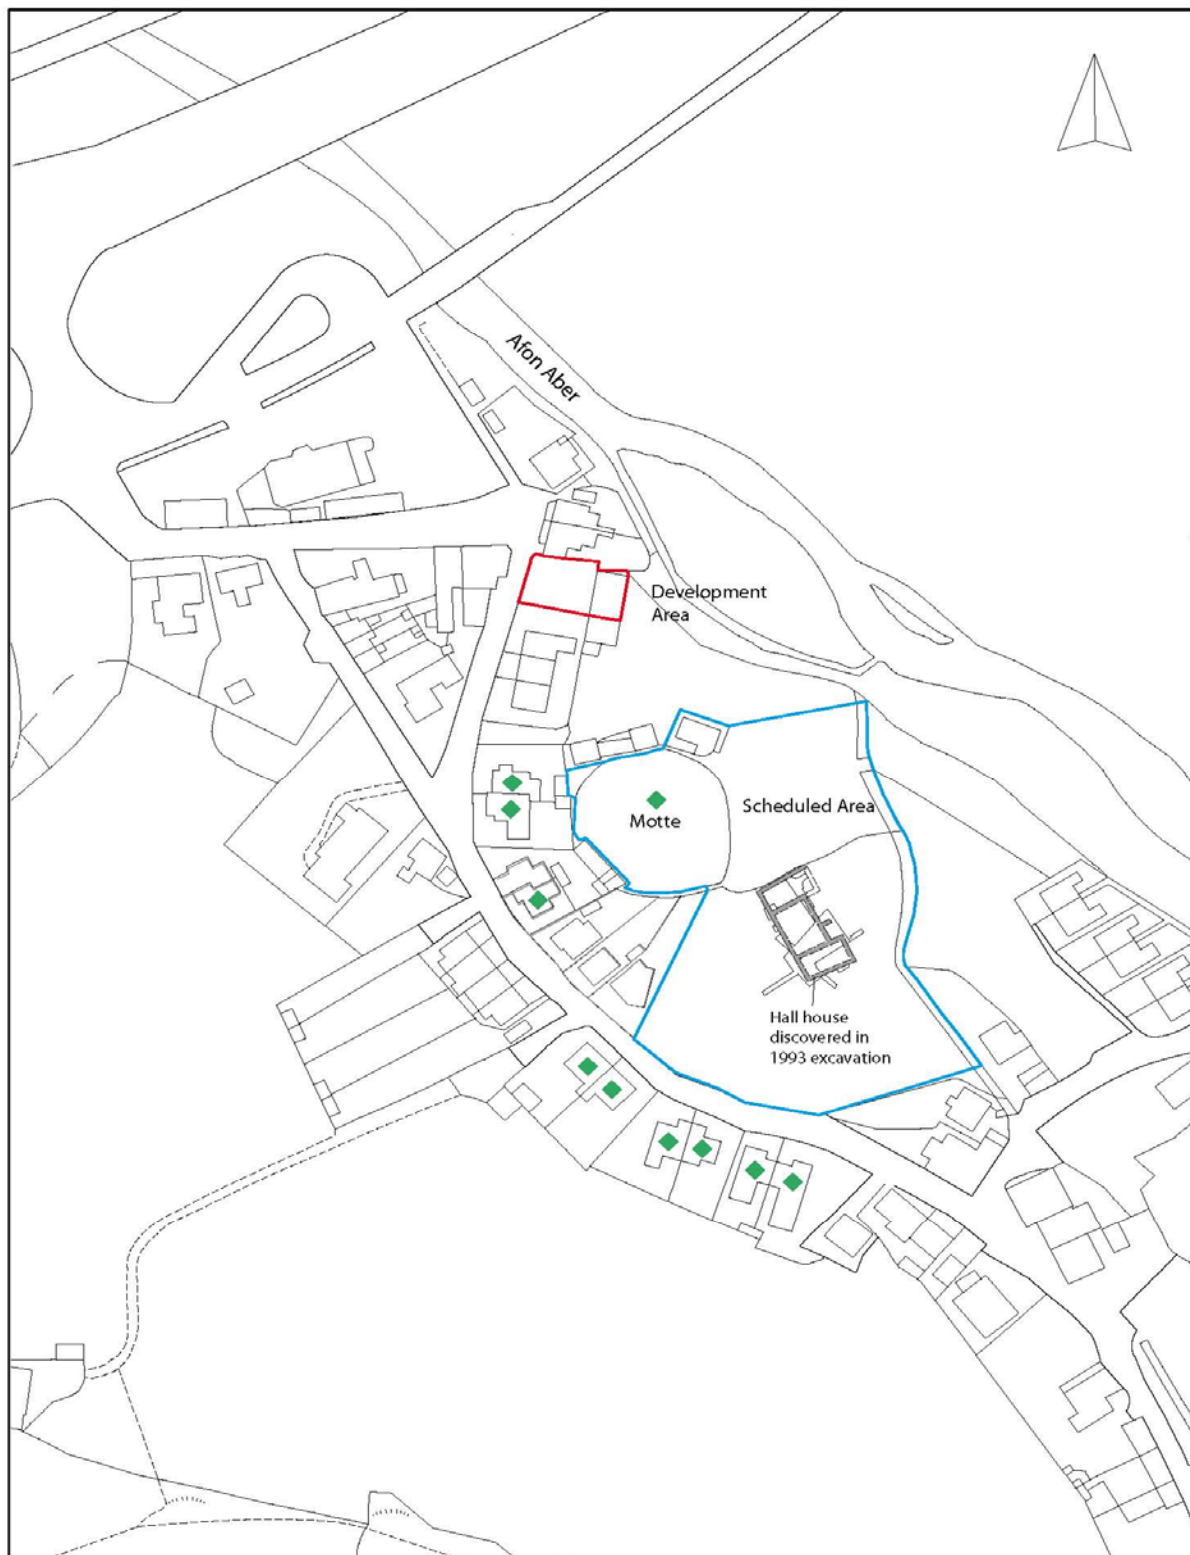 Afon Aber
Development
Area
Scheduled Area
Motte
Hall house
discovered in
1993 excavation